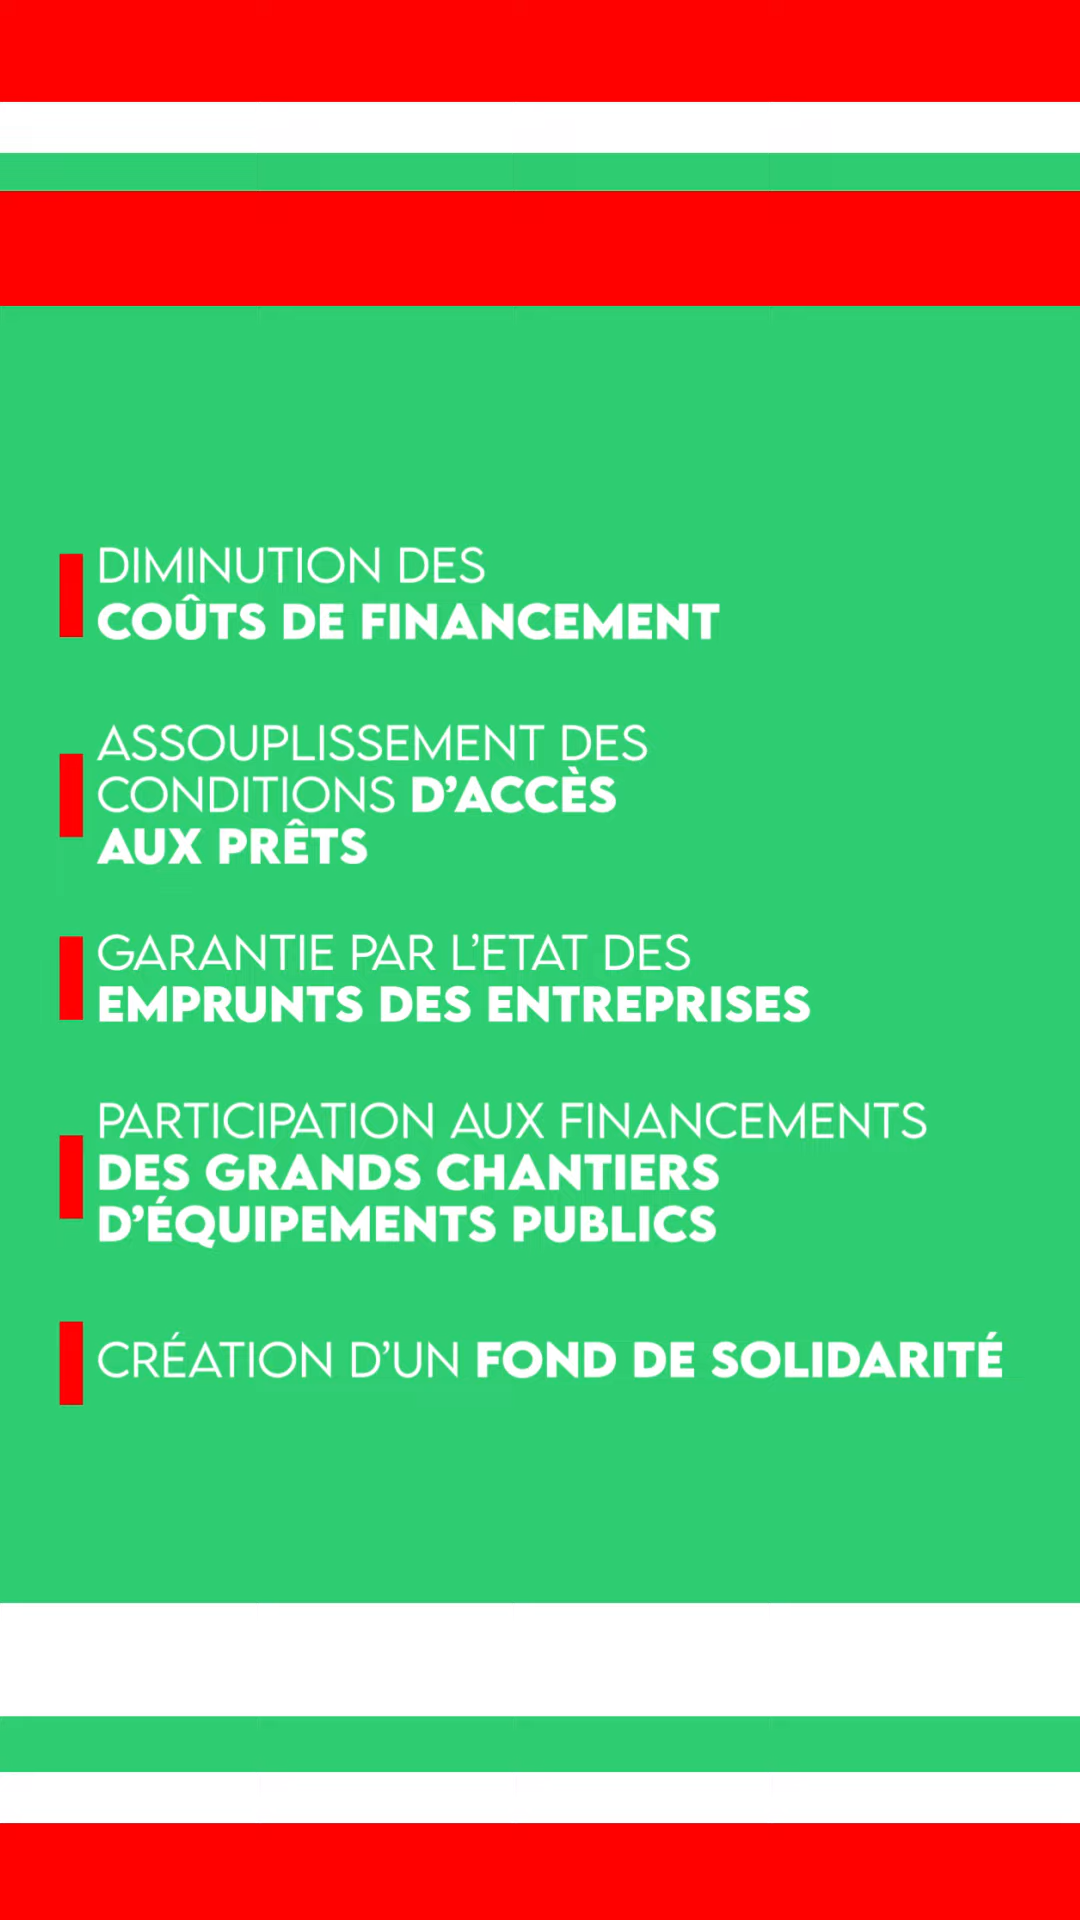 DIMINUTION DES
COÛTS DE FINANCEMENT
ASSOUPLISSEMENT DES
CONDITIONS D’ACCÈS
AUX PRÊTS
GARANTIE PAR L’ETAT DES
EMPRUNTS DES ENTREPRISES
PARTICIPATION AUX FINANCEMENTS
DES GRANDS CHANTIERS
D’ÉQUIPEMENTS PUBLICS
CRÉATION D’UN FOND DE SOLIDARITÉ